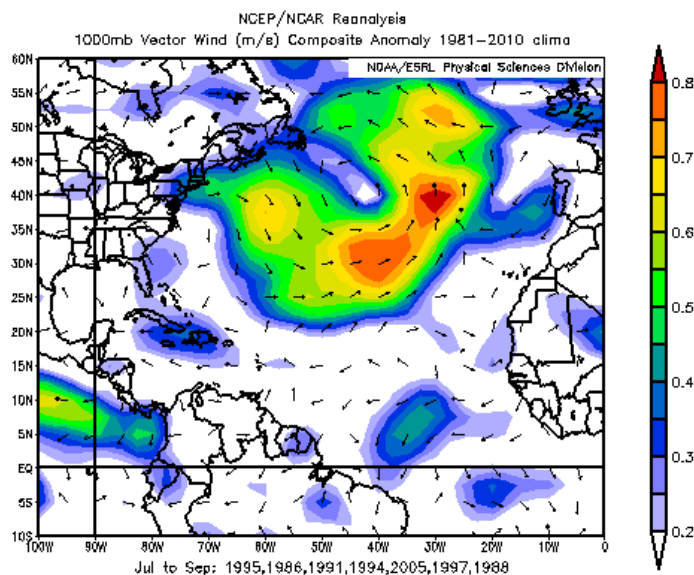 NCEP/NCAR Reanalysis
1000mb Vector Wind (m/s) Composite Anomaly 1981-2010 clima
NOAA/ESRL Physical Sciences Division
60N
55N
50N
45N
40N
35N
30N
25N
20N
15N
10N
5N
EQ
5S
10S
100W 90W 80W 70W 60W 50W 40W 30W 20W 10W 0
0.8
0.7
0.6
0.5
0.4
0.3
0.2
Jul to Sep: 1995,1986,1991,1994,2005,1997,1988